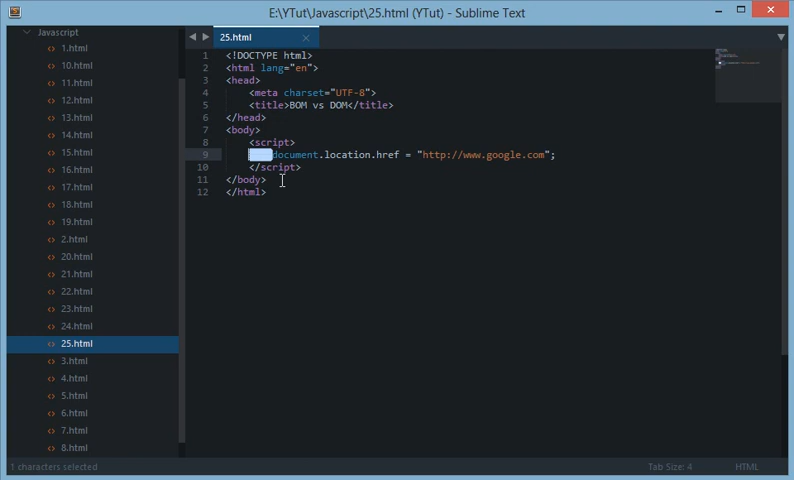 E:\YTut\Javascript\25.html (YTut) - Sublime Text
Javascript
1.html
10.html
11.html
12.html
13.html
14.html
15.html
16.html
17.html
18.html
19.html
2.html
20.html
21.html
22.html
23.html
24.html
25.html
3.html
4.html
5.html
6.html
7.html
8.html
25.html
1 <!DOCTYPE html>
2 <html lang="en">
3 <head>
4 <meta charset="UTF-8">
5 <title>BOM vs DOM</title>
6 </head>
7 <body>
8 <script>
9 document.location.href = "http://www.google.com";
10 </script>
11 </body>
12 </html>
1 characters selected
Tab Size: 4
HTML